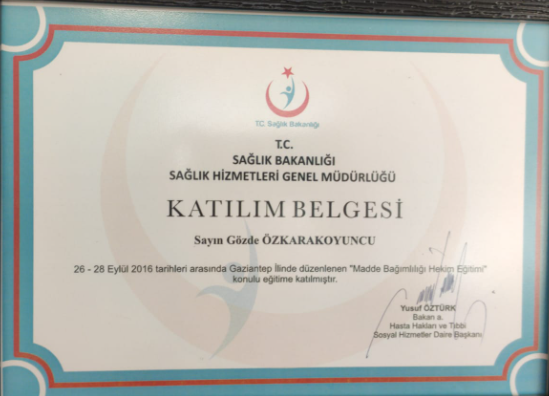 T.C. Sağlık Bakanlığı
T.C.
SAĞLIK BAKANLIĞI
SAĞLIK HİZMETLERİ GENEL MÜDÜRLÜĞÜ
KATILIM BELGESİ
Sayın Gözde ÖZKARAKOYUNCU
26 - 28 Eylül 2016 tarihleri arasında Gaziantep İlinde düzenlenen "Madde Bağımlılığı Hekim Eğitimi"
konulu eğitime katılmıştır.
Yusuf ÖZTÜRK
Bakan a.
Hasta Hakları ve Tıbbi
Sosyal Hizmetler Daire Başkanı